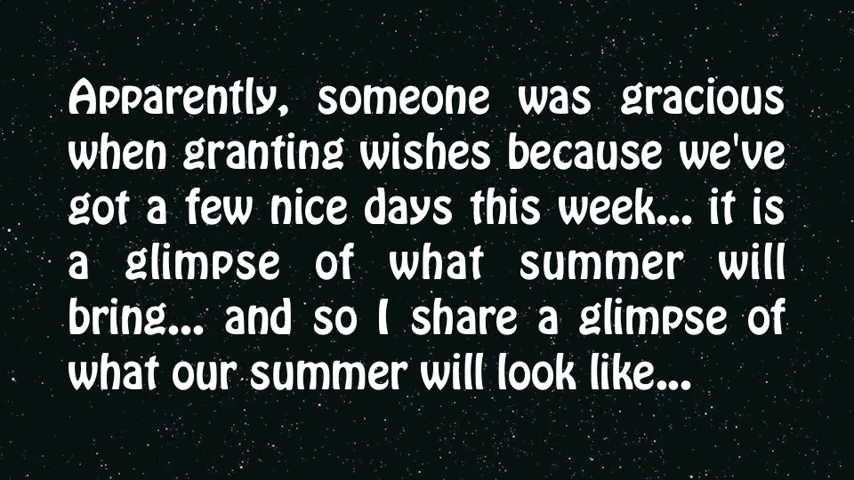 Apparently, someone was gracious
when granting wishes because we've
got a few nice days this week... it is
a glimpse of what summer will
bring... and so I share a glimpse of
what our summer will look like...